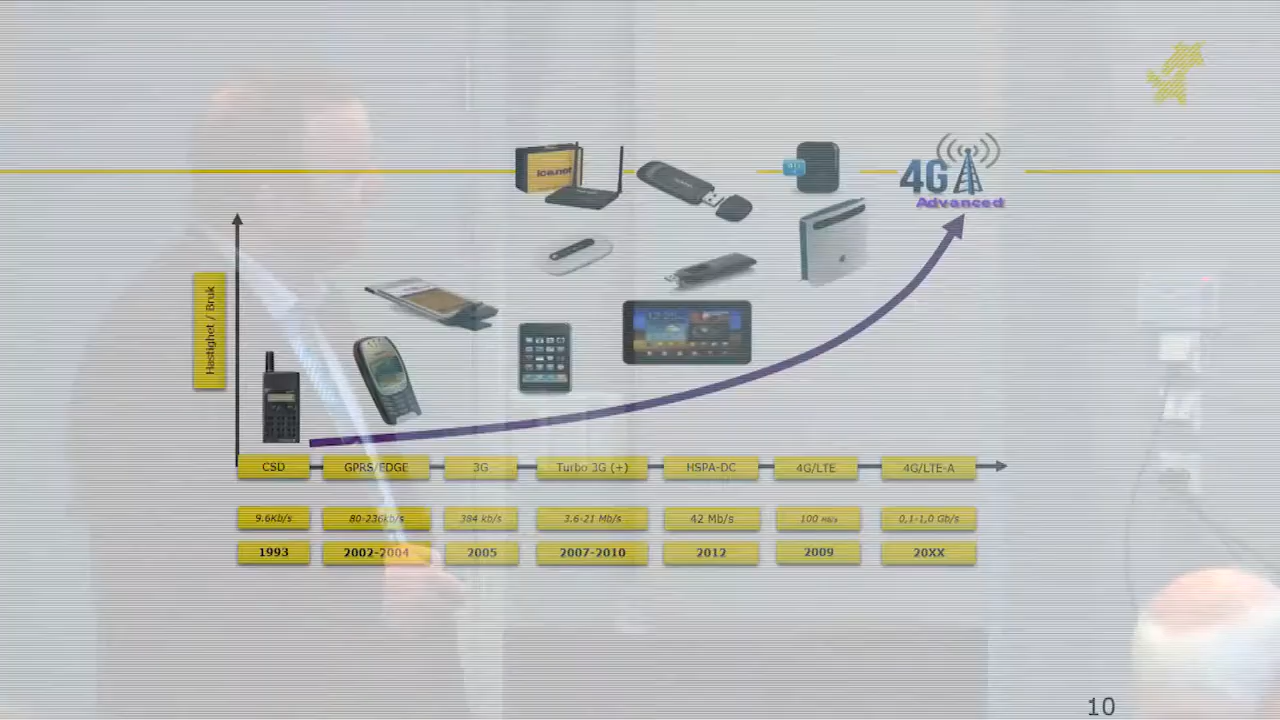 ice.net
4G
Advanced
Hastighet / Bruk
CSD GPRS/EDGE 3G Turbo 3G (+) HSPA-DC 4G/LTE 4G/LTE-A
9.6Kb/s 80-236kb/s 384 kb/s 3.6-21 Mb/s 42 Mb/s 100 Mb/s 0,1-1,0 Gb/s
1993 2002-2004 2005 2007-2010 2012 2009 20XX
10